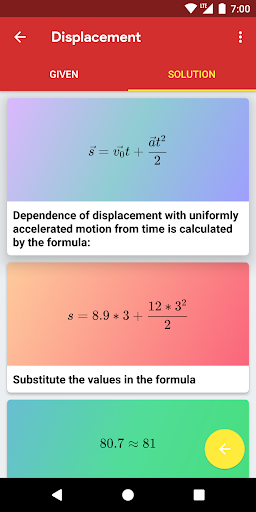 LTE 7:00
Displacement
GIVEN SOLUTION
$\vec{s} = \vec{v_0}t + \frac{\vec{a}t^2}{2}$
Dependence of displacement with uniformly
accelerated motion from time is calculated
by the formula:
$s = 8.9 * 3 + \frac{12 * 3^2}{2}$
Substitute the values in the formula
$80.7 \approx 81$